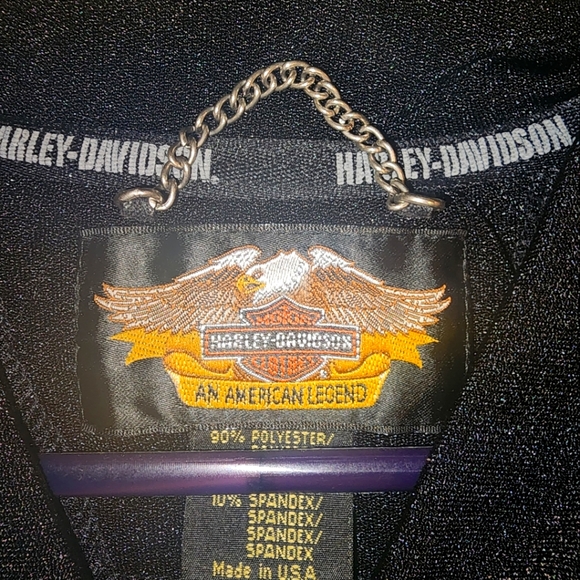 HARLEY-DAVIDSON®
HARLEY-DAVIDSON
HARLEY-DAVIDSON
®
AN AMERICAN LEGEND
90% POLYESTER/
10% SPANDEX/
SPANDEX/
SPANDEX/
SPANDEX
Made in U.S.A